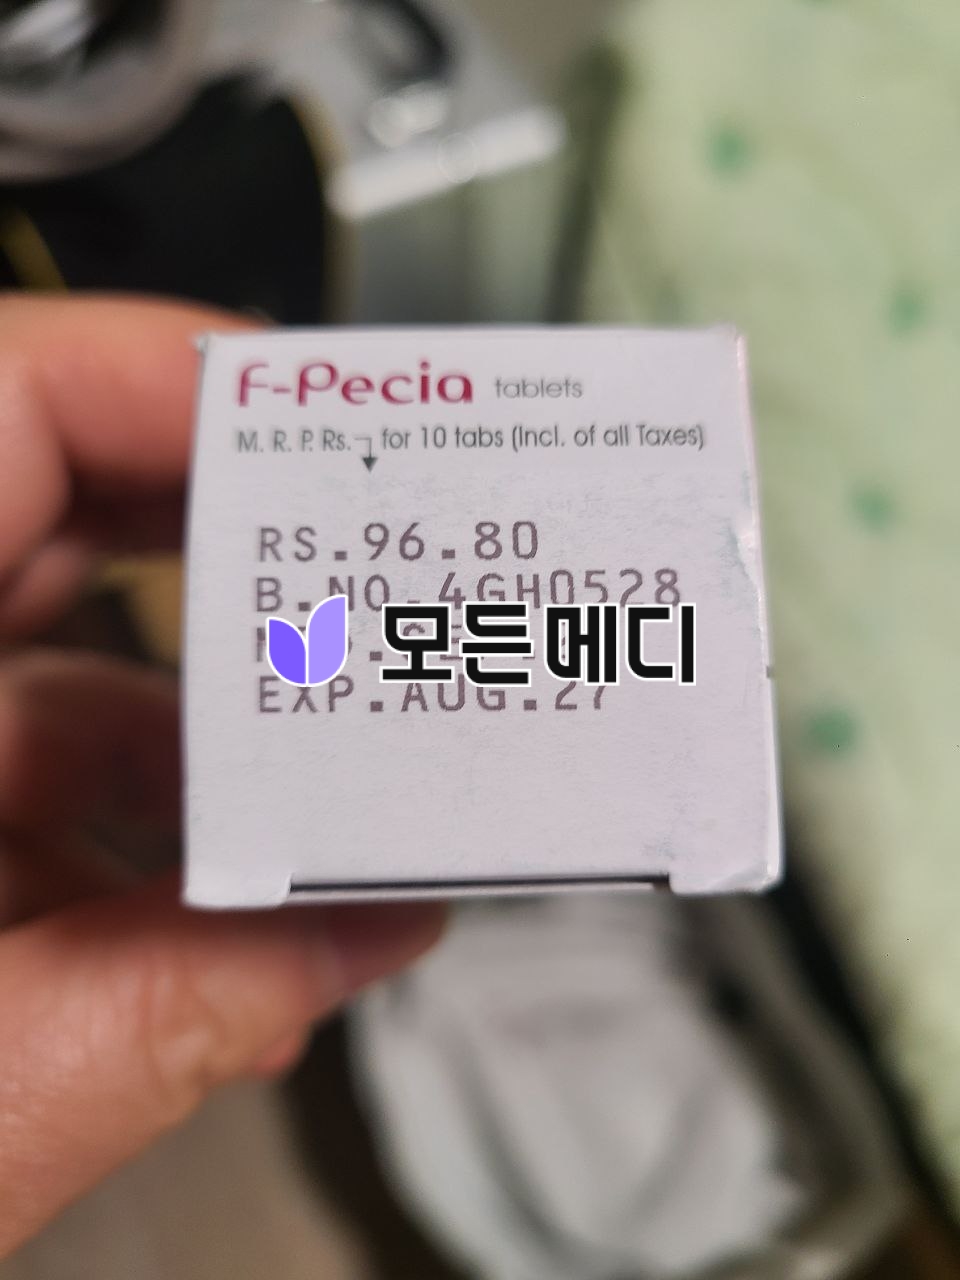 F-Pecia tablets
M. R. P. Rs. for 10 tabs (Incl. of all Taxes)
RS.96.80
B.NO.4GH0528
모든메디
EXP.AUG.27